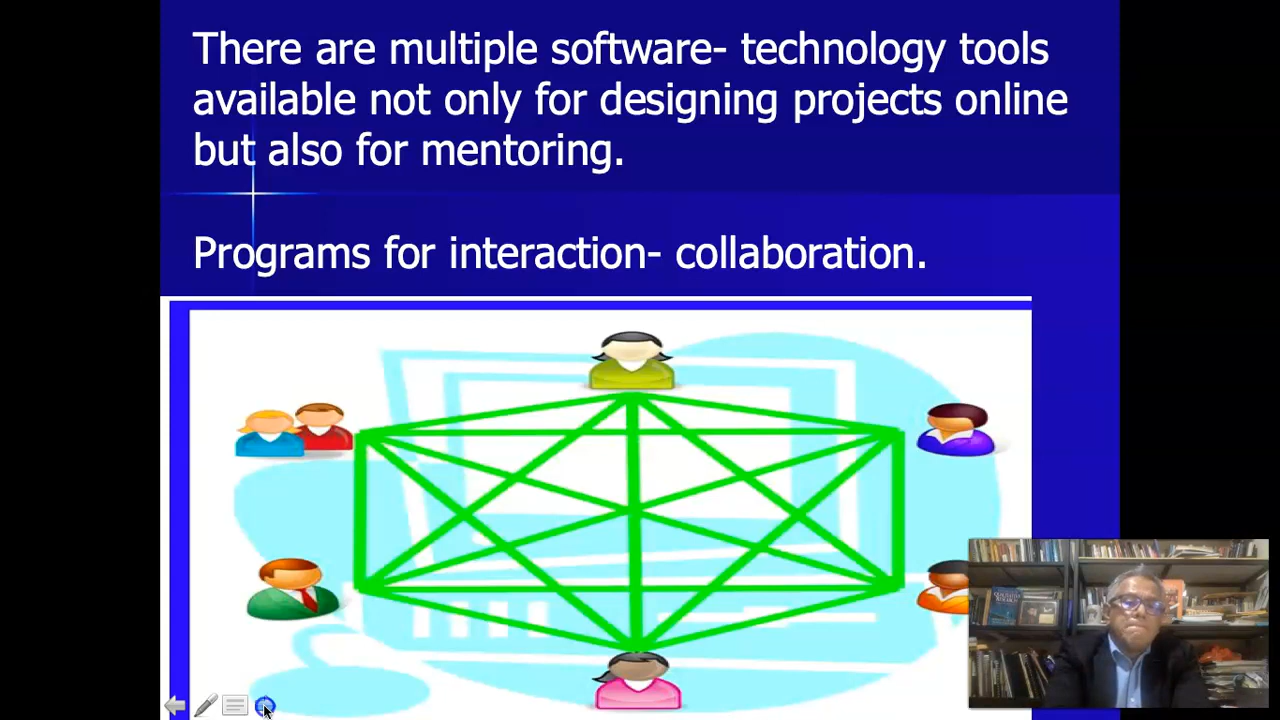 There are multiple software- technology tools
available not only for designing projects online
but also for mentoring.
Programs for interaction- collaboration.